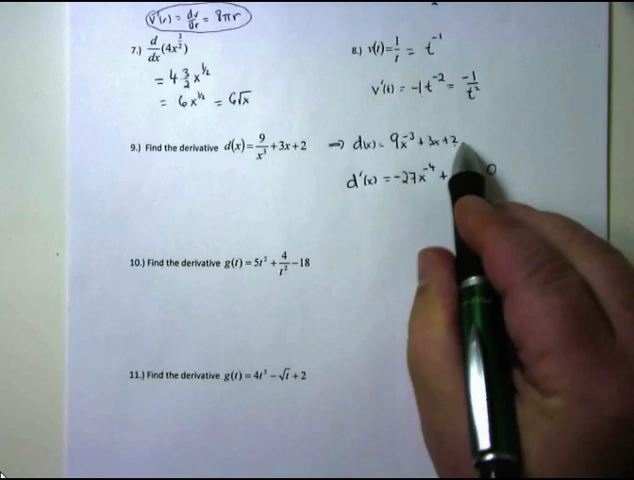 V'(r) = dv/dr = 8πr
7.) d/dx(4x^(3/2))
= 4 3/2 x^(1/2)
= 6x^(1/2) = 6√x
8.) v(t) = 1/t = t^-1
v'(t) = -1t^-2 = -1/t²
9.) Find the derivative d(x) = 9/x³ + 3x + 2 ⇒ d(x) = 9x^-3 + 3x + 2
d'(x) = -27x^-4 + 0
10.) Find the derivative g(t) = 5t² + 4/t² - 18
11.) Find the derivative g(t) = 4t³ - √t + 2